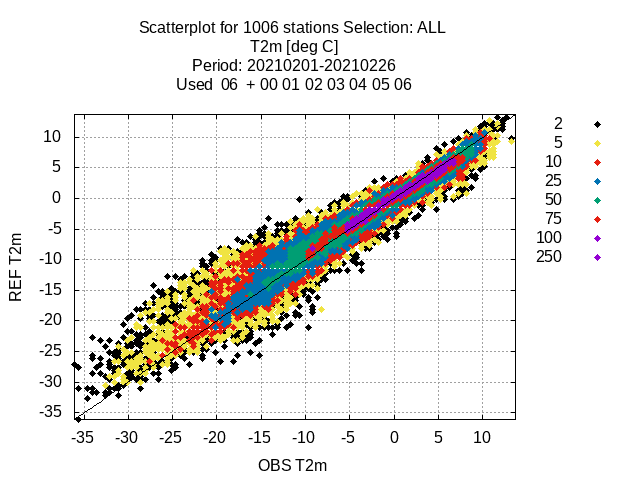 Scatterplot for 1006 stations Selection: ALL
T2m [deg C]
Period: 20210201-20210226
Used  06  + 00 01 02 03 04 05 06
2
5
10
25
50
75
100
250
REF T2m
10
5
0
-5
-10
-15
-20
-25
-30
-35
-35 -30 -25 -20 -15 -10 -5 0 5 10
OBS T2m